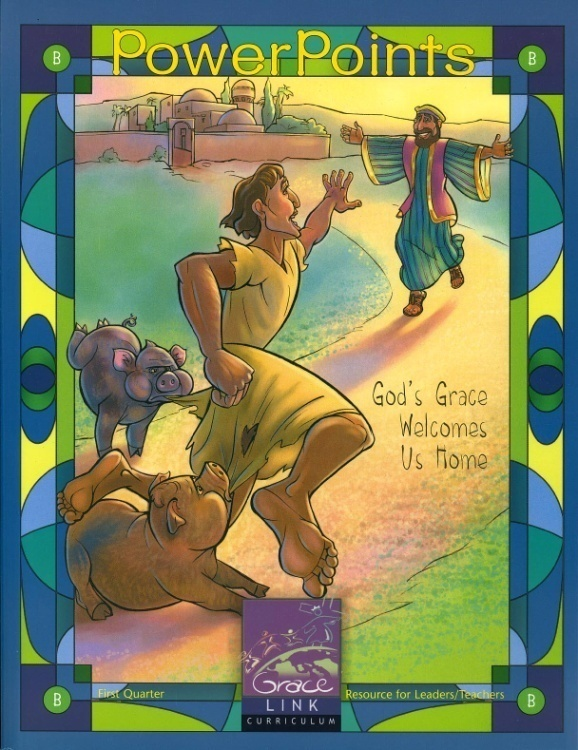 B
PowerPoints
B
God's Grace
Welcomes
Us Home
B
First Quarter
Grace
LINK
CURRICULUM
Resource for Leaders/Teachers
B